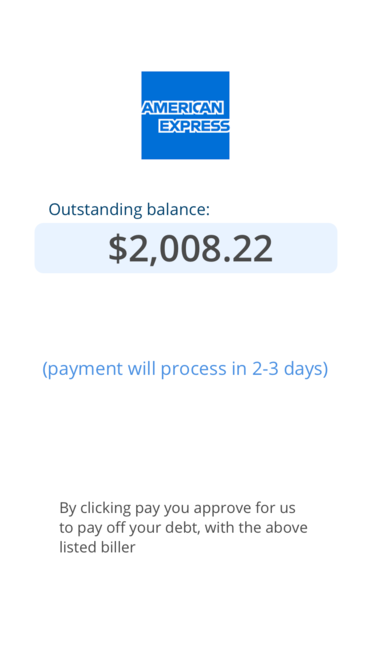 AMERICAN
EXPRESS
Outstanding balance:
$2,008.22
(payment will process in 2-3 days)
By clicking pay you approve for us
to pay off your debt, with the above
listed biller